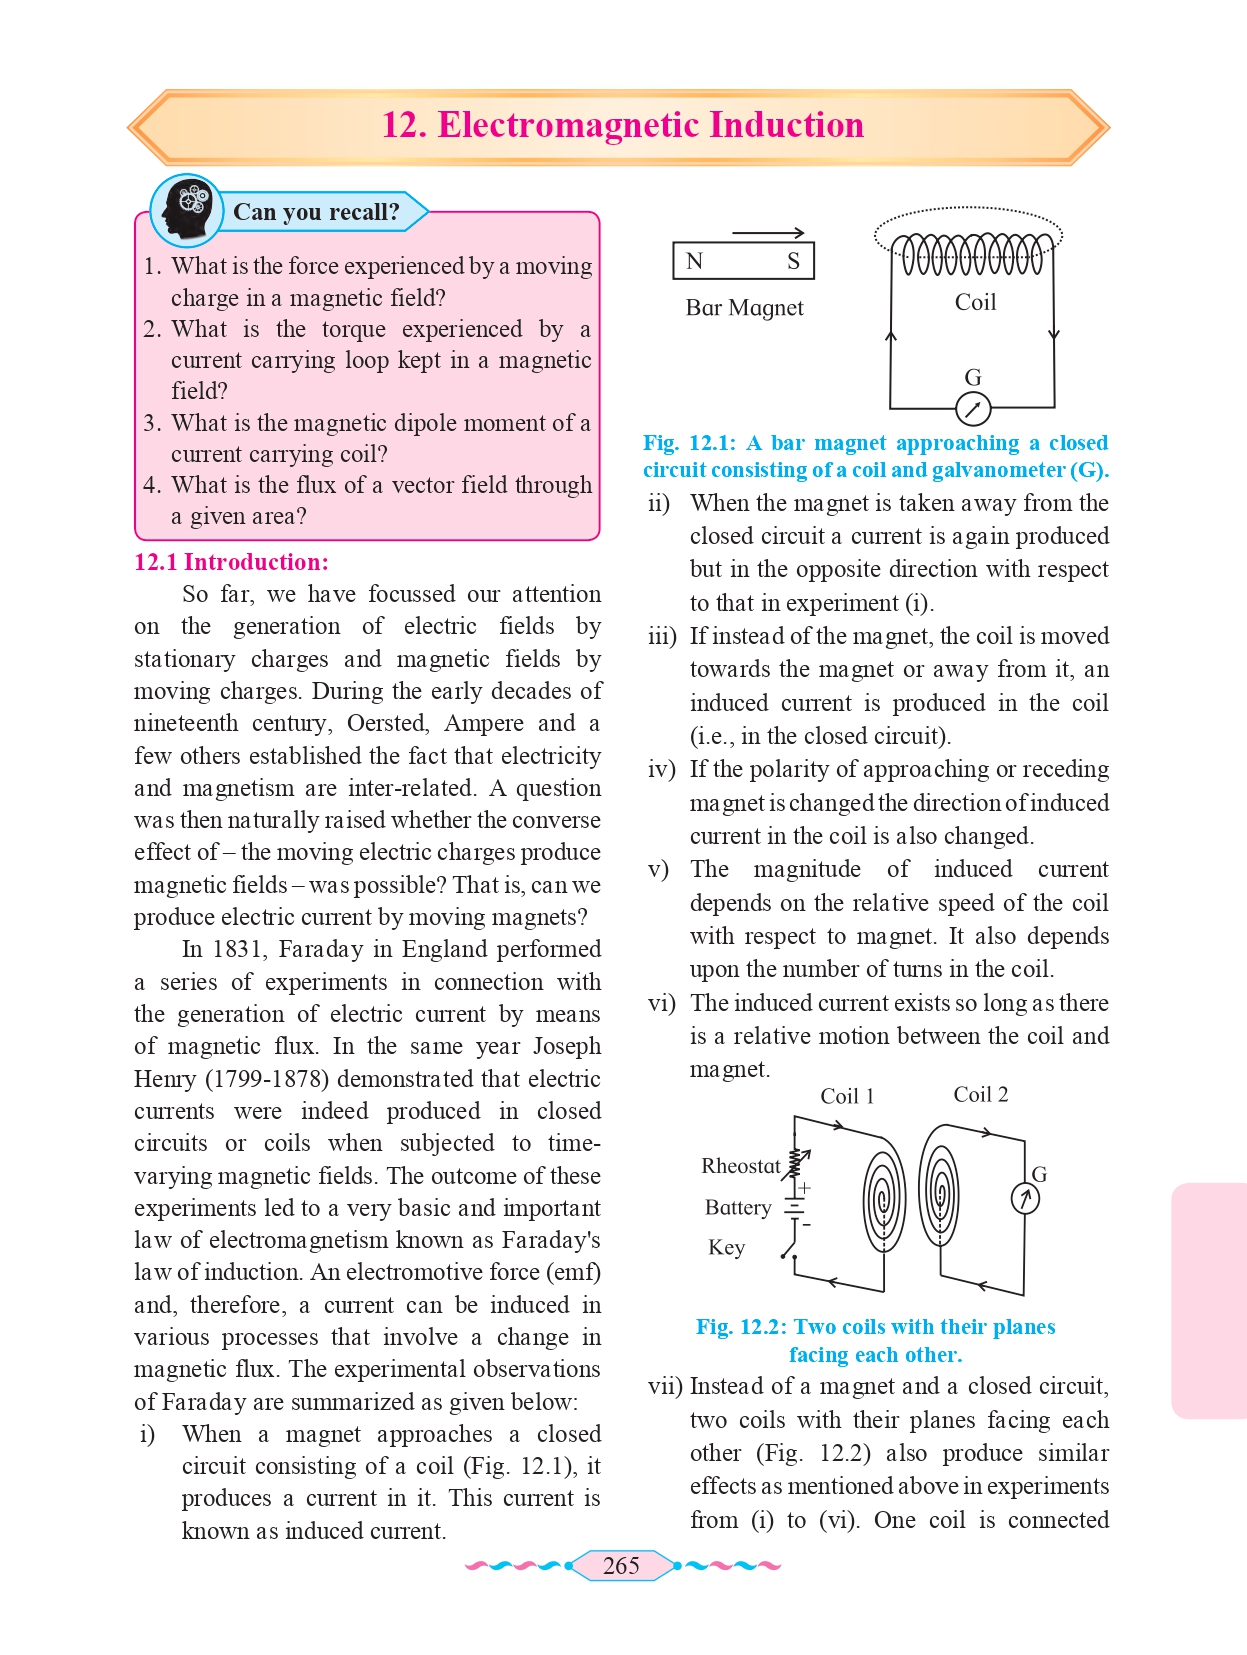 12. Electromagnetic Induction
Can you recall?
1. What is the force experienced by a moving
charge in a magnetic field?
2. What is the torque experienced by a
current carrying loop kept in a magnetic
field?
3. What is the magnetic dipole moment of a
current carrying coil?
4. What is the flux of a vector field through
a given area?
12.1 Introduction:
So far, we have focussed our attention
on the generation of electric fields by
stationary charges and magnetic fields by
moving charges. During the early decades of
nineteenth century, Oersted, Ampere and a
few others established the fact that electricity
and magnetism are inter-related. A question
was then naturally raised whether the converse
effect of – the moving electric charges produce
magnetic fields – was possible? That is, can we
produce electric current by moving magnets?
In 1831, Faraday in England performed
a series of experiments in connection with
the generation of electric current by means
of magnetic flux. In the same year Joseph
Henry (1799-1878) demonstrated that electric
currents were indeed produced in closed
circuits or coils when subjected to time-
varying magnetic fields. The outcome of these
experiments led to a very basic and important
law of electromagnetism known as Faraday's
law of induction. An electromotive force (emf)
and, therefore, a current can be induced in
various processes that involve a change in
magnetic flux. The experimental observations
of Faraday are summarized as given below:
i) When a magnet approaches a closed
circuit consisting of a coil (Fig. 12.1), it
produces a current in it. This current is
known as induced current.
N S
Bar Magnet
Coil
G
Fig. 12.1: A bar magnet approaching a closed
circuit consisting of a coil and galvanometer (G).
ii) When the magnet is taken away from the
closed circuit a current is again produced
but in the opposite direction with respect
to that in experiment (i).
iii) If instead of the magnet, the coil is moved
towards the magnet or away from it, an
induced current is produced in the coil
(i.e., in the closed circuit).
iv) If the polarity of approaching or receding
magnet is changed the direction of induced
current in the coil is also changed.
v) The magnitude of induced current
depends on the relative speed of the coil
with respect to magnet. It also depends
upon the number of turns in the coil.
vi) The induced current exists so long as there
is a relative motion between the coil and
magnet.
Coil 1 Coil 2
Rheostat
G
+
Battery
-
Key
Fig. 12.2: Two coils with their planes
facing each other.
vii) Instead of a magnet and a closed circuit,
two coils with their planes facing each
other (Fig. 12.2) also produce similar
effects as mentioned above in experiments
from (i) to (vi). One coil is connected
265